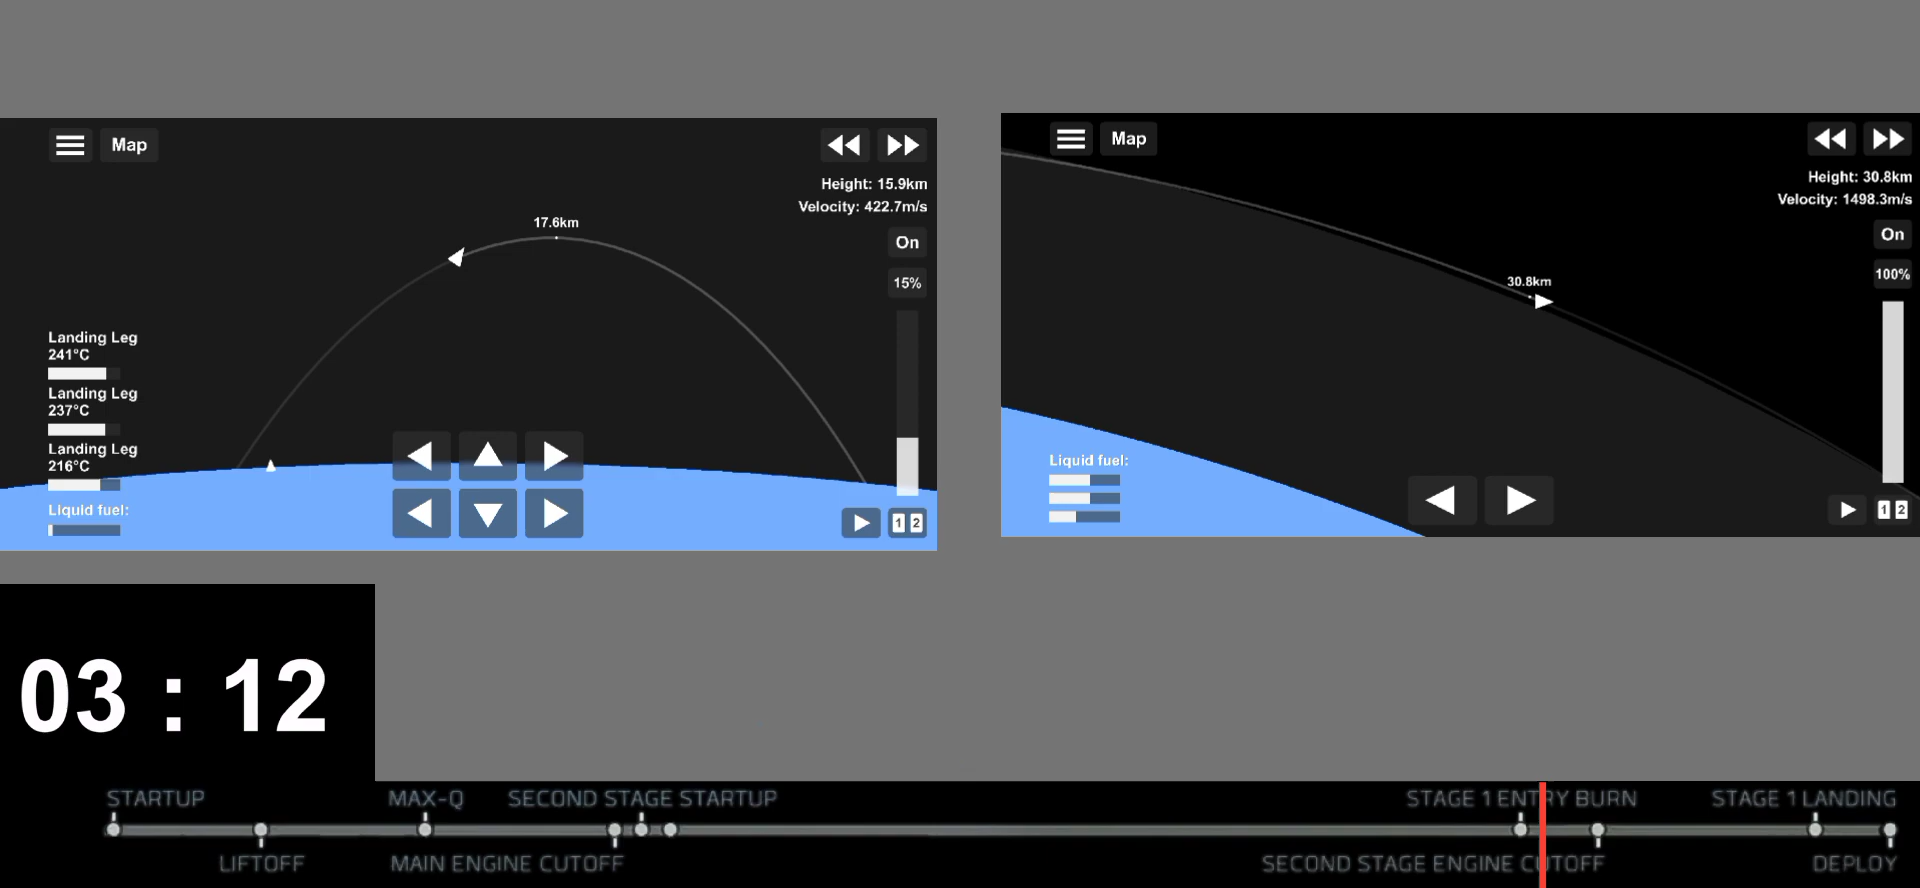 Map
Height: 15.9km
Velocity: 422.7m/s
On
15%
17.6km
Landing Leg
241°C
Landing Leg
237°C
Landing Leg
216°C
Liquid fuel:
1 2
Map
Height: 30.8km
Velocity: 1498.3m/s
On
100%
30.8km
Liquid fuel:
1 2
03 : 12
STARTUP MAX-Q SECOND STAGE STARTUP STAGE 1 ENTRY BURN STAGE 1 LANDING
LIFTOFF MAIN ENGINE CUTOFF SECOND STAGE ENGINE CUTOFF DEPLOY